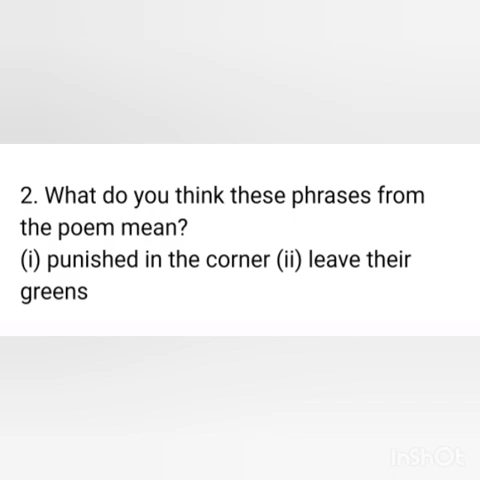 2. What do you think these phrases from
the poem mean?
(i) punished in the corner (ii) leave their
greens
InShOt